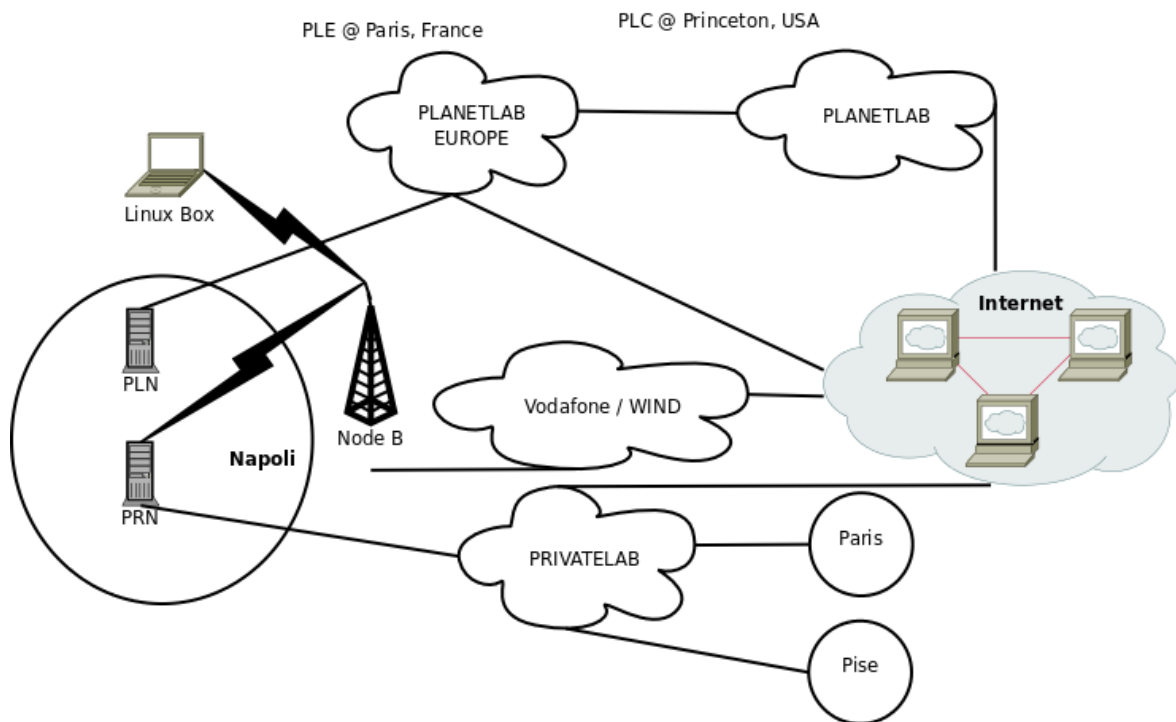 PLE @ Paris, France
PLC @ Princeton, USA
PLANETLAB
EUROPE
PLANETLAB
Linux Box
Internet
PLN
Vodafone / WIND
Node B
Napoli
PRN
Paris
PRIVATELAB
Pise